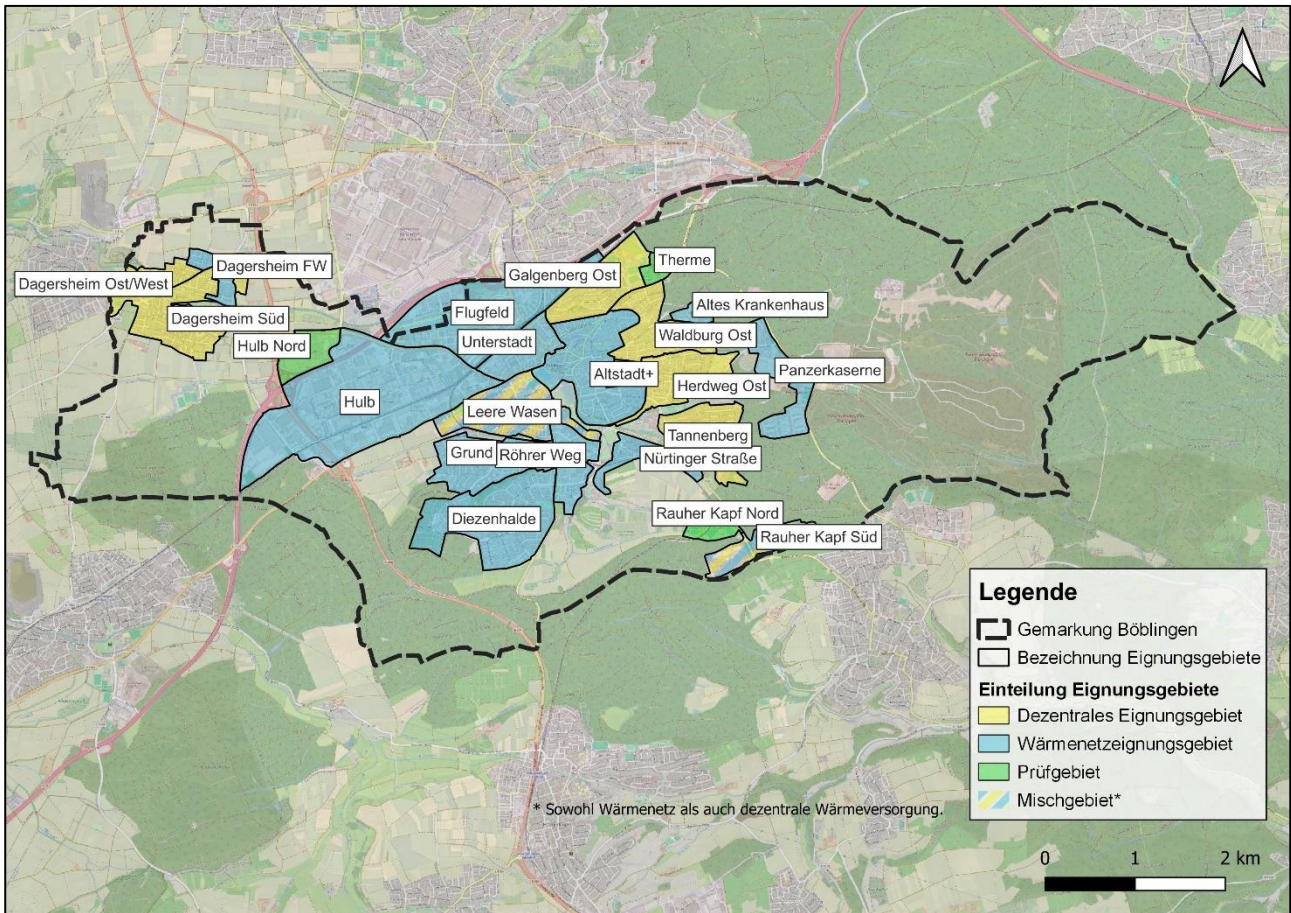 Therme
Dagersheim FW
Galgenberg Ost
Dagersheim Ost/West
Altes Krankenhaus
Flugfeld
Dagersheim Süd
Waldburg Ost
Unterstadt
Hulb Nord
Panzerkaserne
Altstadt+
Herdweg Ost
Hulb
Leere Wasen
Tannenberg
Grund
Röhrer Weg
Nürtinger Straße
Rauher Kapf Nord
Diezenhalde
Rauher Kapf Süd
Legende
Gemarkung Böblingen
Bezeichnung Eignungsgebiete
Einteilung Eignungsgebiete
Dezentrales Eignungsgebiet
Wärmenetzeignungsgebiet
Prüfgebiet
Mischgebiet*
* Sowohl Wärmenetz als auch dezentrale Wärmeversorgung.
0 1 2 km